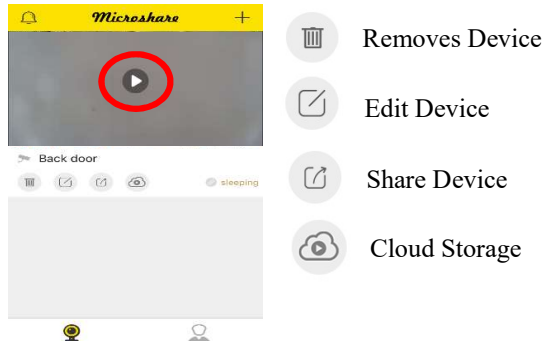 Microshare
Back door
sleeping
Removes Device
Edit Device
Share Device
Cloud Storage